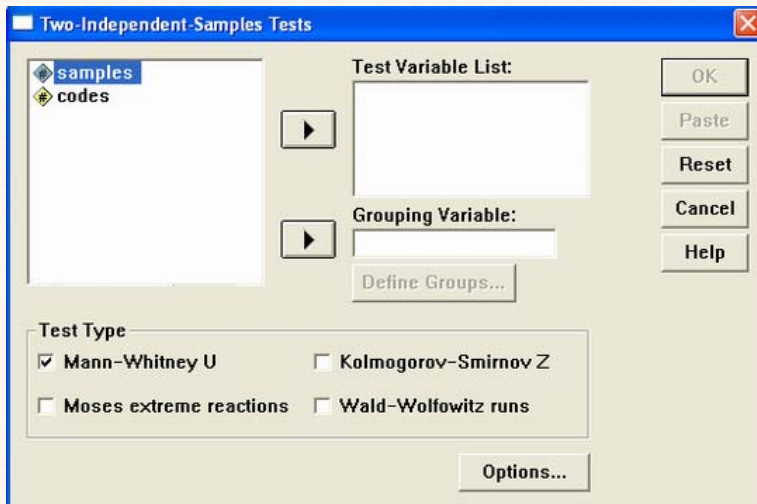 Two-Independent-Samples Tests
samples
codes
Test Variable List:
Grouping Variable:
Define Groups...
OK
Paste
Reset
Cancel
Help
Test Type
Mann-Whitney U
Kolmogorov-Smirnov Z
Moses extreme reactions
Wald-Wolfowitz runs
Options...